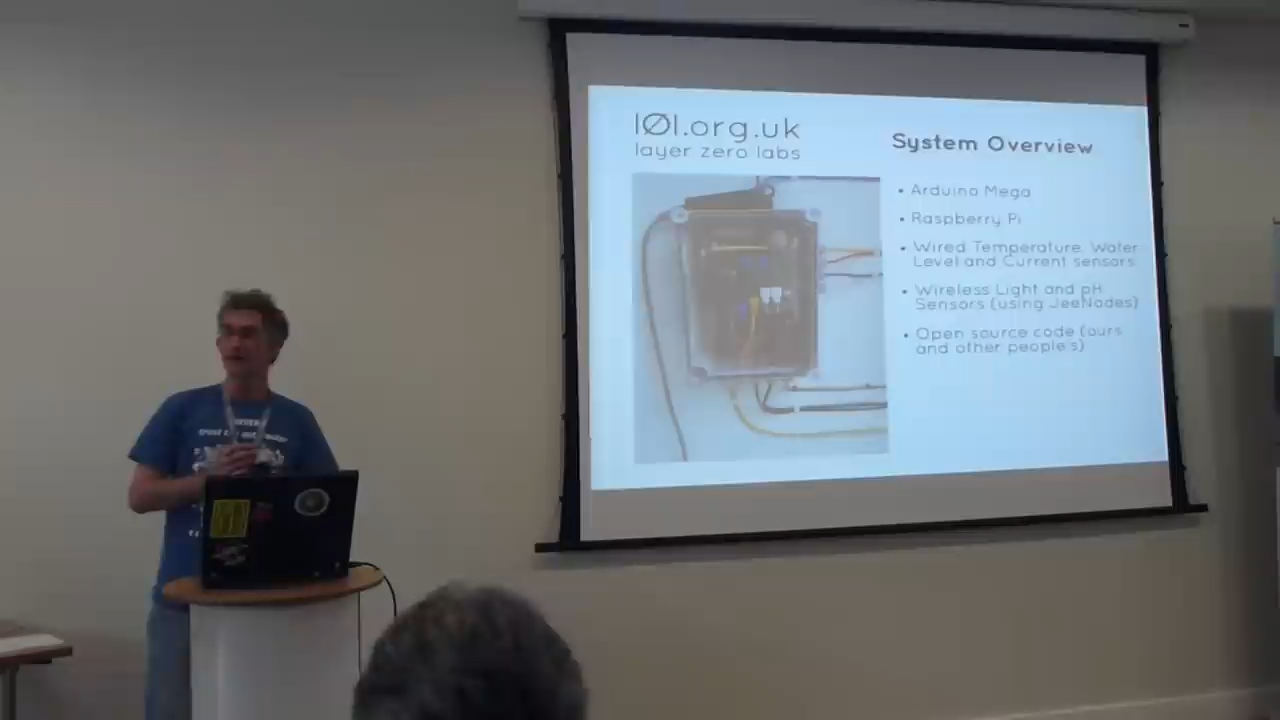 l0l.org.uk
layer zero labs
System Overview
• Arduino Mega
• Raspberry Pi
• Wired Temperature, Water
Level and Current sensors
• Wireless Light and pH
Sensors (using JeeNodes)
• Open source code (ours
and other people's)